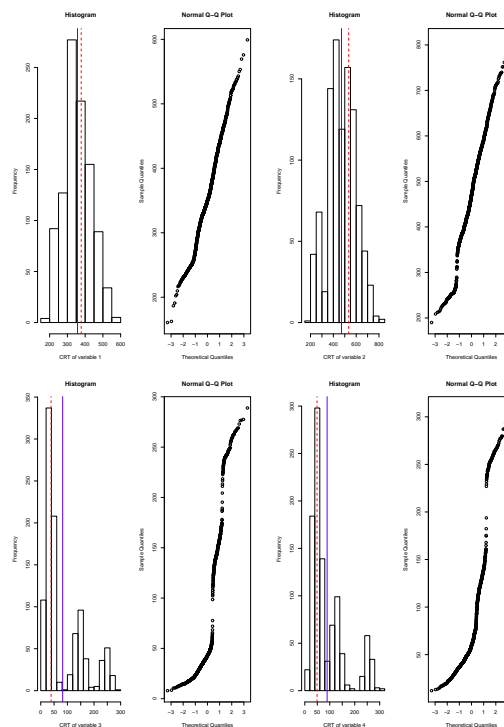 Histogram
Frequency
0 50 100 150 200 250
200 300 400 500 600
CRT of variable 1
Normal Q-Q Plot
Sample Quantiles
200 300 400 500 600
-3 -2 -1 0 1 2 3
Theoretical Quantiles
Histogram
Frequency
0 50 100 150
200 400 600 800
CRT of variable 2
Normal Q-Q Plot
Sample Quantiles
200 300 400 500 600 700 800
-3 -2 -1 0 1 2
Theoretical Quantiles
Histogram
Frequency
0 50 100 150 200 250 300 350
0 100 200 300
CRT of variable 3
Normal Q-Q Plot
Sample Quantiles
0 50 100 150 200 250 300
-3 -2 -1 0 1 2 3
Theoretical Quantiles
Histogram
Frequency
0 50 100 150 200 250 300
0 50 100 200 300
CRT of variable 4
Normal Q-Q Plot
Sample Quantiles
0 50 100 150 200 250 300
-3 -2 -1 0 1 2
Theoretical Quantiles